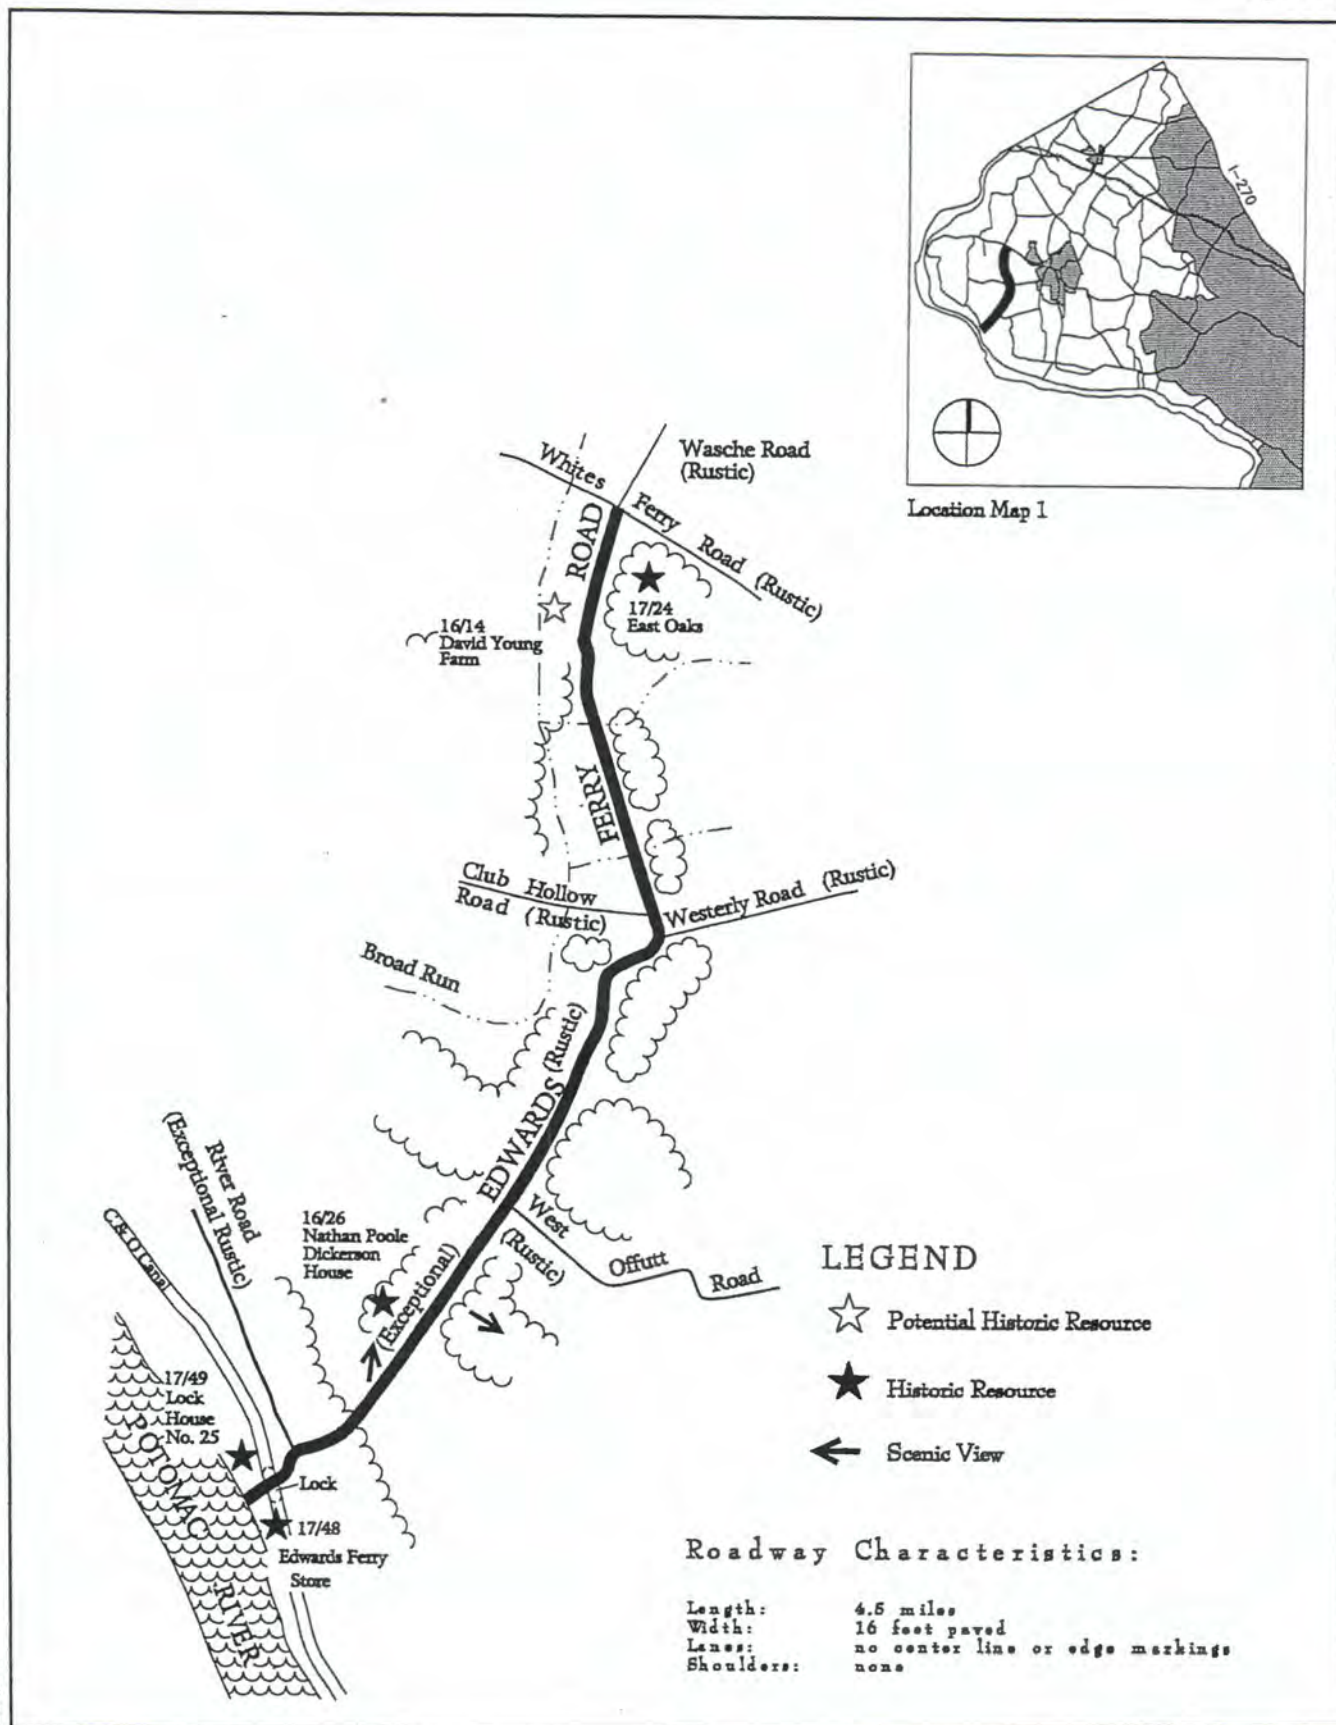 I-270
Location Map 1
Wasche Road
(Rustic)
Whites Ferry Road (Rustic)
EDWARDS FERRY ROAD
17/24
East Oaks
16/14
David Young
Farm
Club Hollow
Road (Rustic)
Westerly Road (Rustic)
Broad Run
(Rustic)
River Road
(Exceptional Rustic)
C. & O. Canal
16/26
Nathan Poole
Dickerson
House
(Exceptional)
West Offutt Road
(Rustic)
17/49
Lock
House
No. 25
POTOMAC RIVER
Lock
17/48
Edwards Ferry
Store
LEGEND
Potential Historic Resource
Historic Resource
Scenic View
Roadway Characteristics:
Length: 4.5 miles
Width: 16 feet paved
Lanes: no center line or edge markings
Shoulders: none